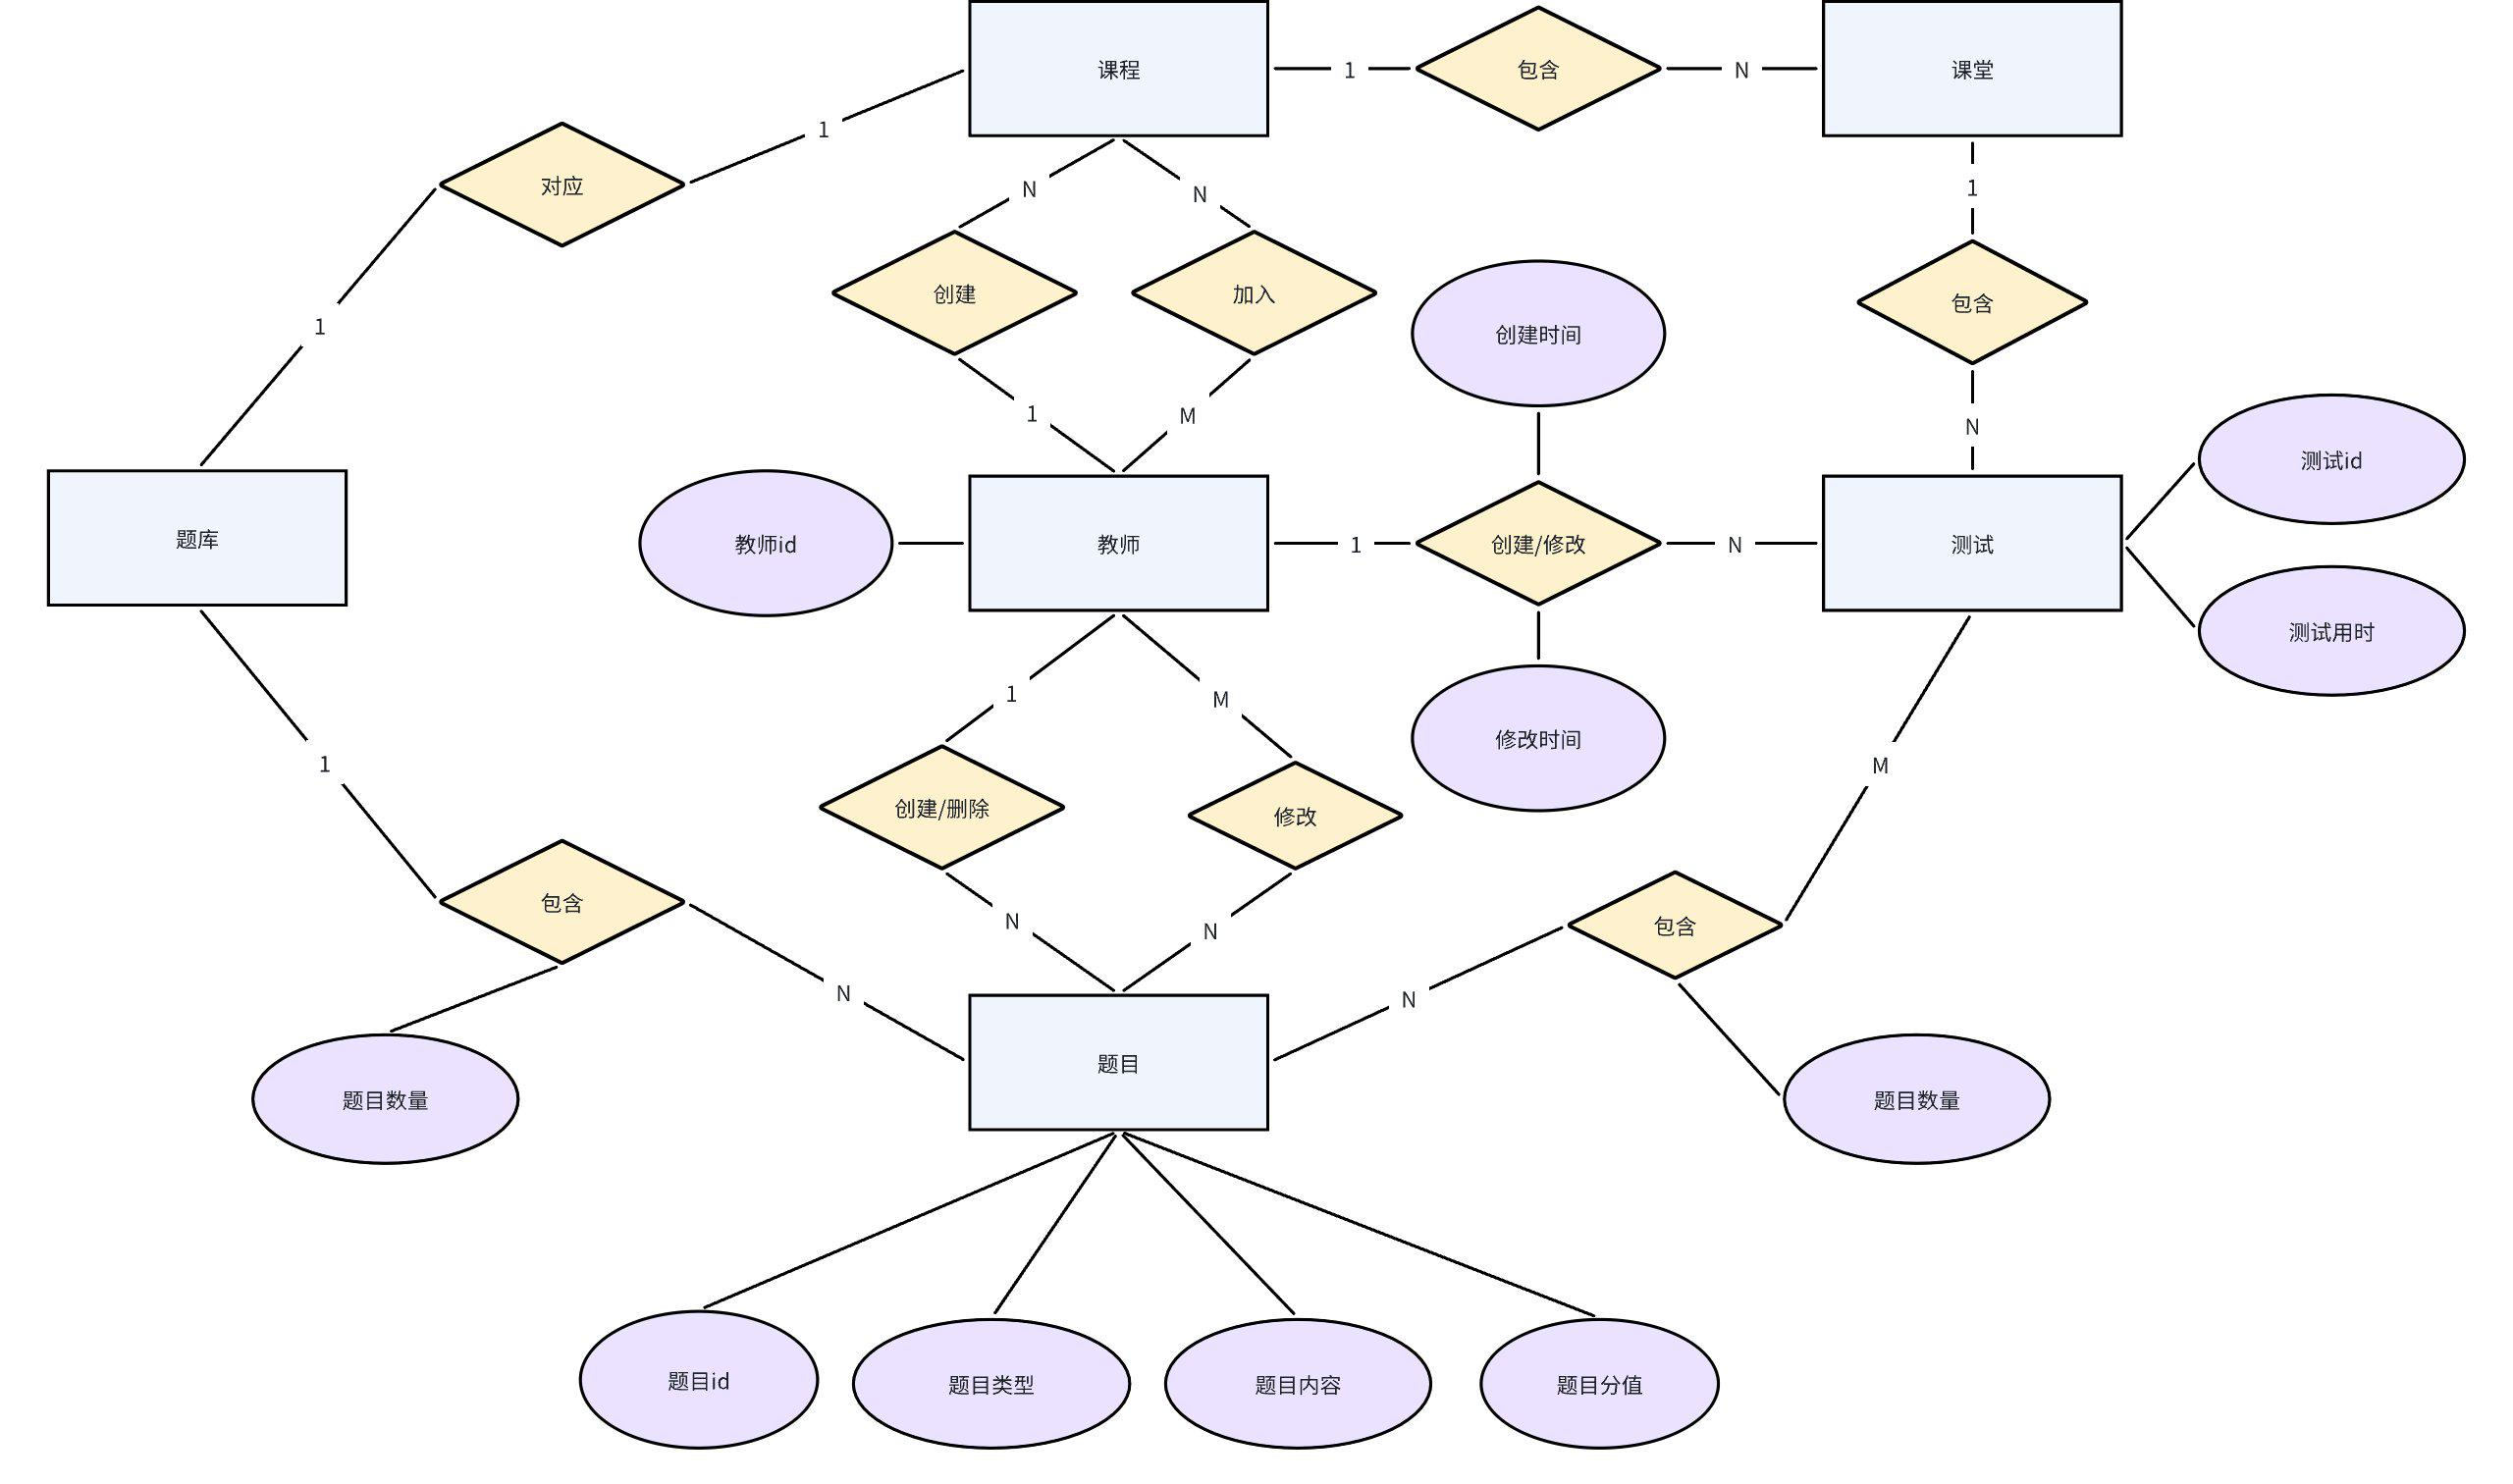 课程
1
包含
N
课堂
1
对应
N
N
1
创建
加入
包含
创建时间
1
1
M
N
测试id
题库
教师id
教师
1
创建/修改
N
测试
测试用时
1
M
修改时间
1
M
创建/删除
修改
包含
N
N
包含
N
N
题目
题目数量
题目数量
题目id
题目类型
题目内容
题目分值